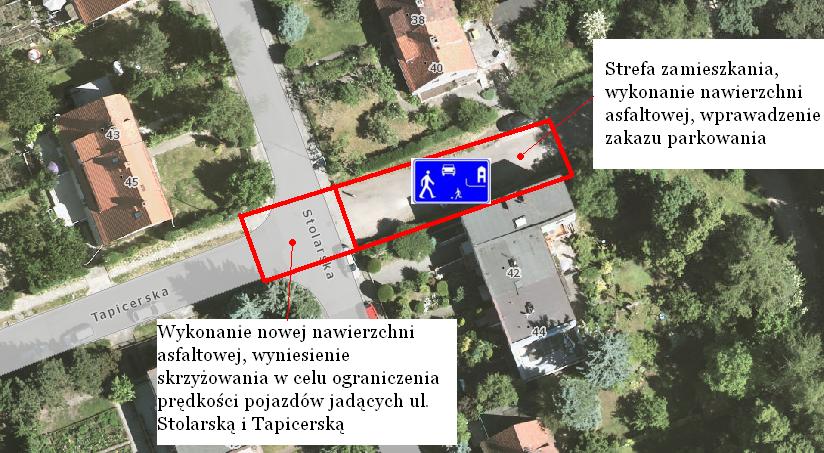 38
40
Strefa zamieszkania,
wykonanie nawierzchni
asfaltowej, wprawadzenie
zakazu parkowania
43
45
Stolarska
42
44
Tapicerska
Wykonanie nowej nawierzchni
asfaltowej, wyniesienie
skrzyżowania w celu ograniczenia
prędkości pojazdów jadących ul.
Stolarską i Tapicerską